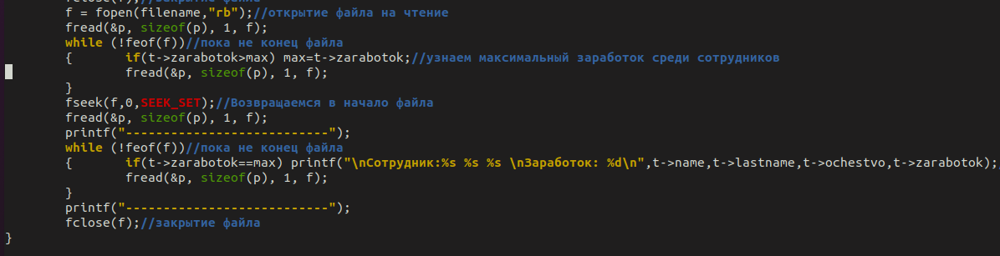 fclose(f);//закрытие файла
f = fopen(filename,"rb");//открытие файла на чтение
fread(&p, sizeof(p), 1, f);
while (!feof(f))//пока не конец файла
{ if(t->zarabotok>max) max=t->zarabotok;//узнаем максимальный заработок среди сотрудников
fread(&p, sizeof(p), 1, f);
}
fseek(f,0,SEEK_SET);//Возвращаемся в начало файла
fread(&p, sizeof(p), 1, f);
printf("---------------------------");
while (!feof(f))//пока не конец файла
{ if(t->zarabotok==max) printf("\nСотрудник:%s %s %s \nЗаработок: %d\n",t->name,t->lastname,t->ochestvo,t->zarabotok);
fread(&p, sizeof(p), 1, f);
}
printf("---------------------------");
fclose(f);//закрытие файла
}